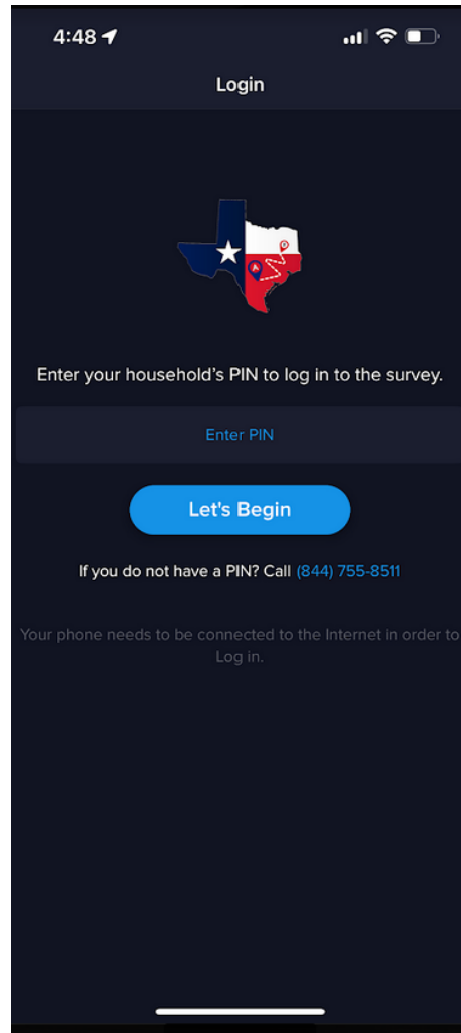 4:48
Login
Enter your household's PIN to log in to the survey.
Enter PIN
Let's Begin
If you do not have a PIN? Call (844) 755-8511
Your phone needs to be connected to the Internet in order to
Log in.